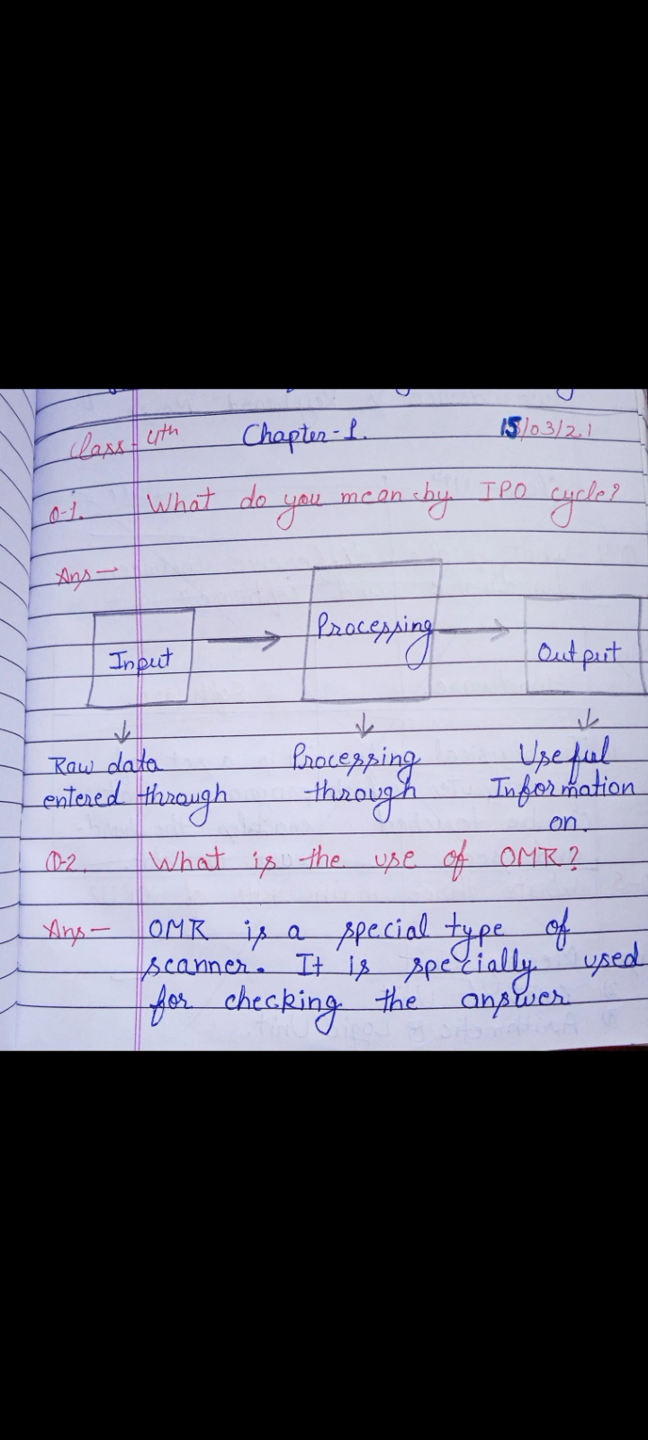 Class - 4th Chapter-1. 15/03/21
Q-1. What do you mean by IPO cycle?
Ans-
Input Processing Output
Raw data Processing Useful
entered through through Information
on.
Q-2. What is the use of OMR?
Ans- OMR is a special type of
scanner. It is specially used
for checking the answer